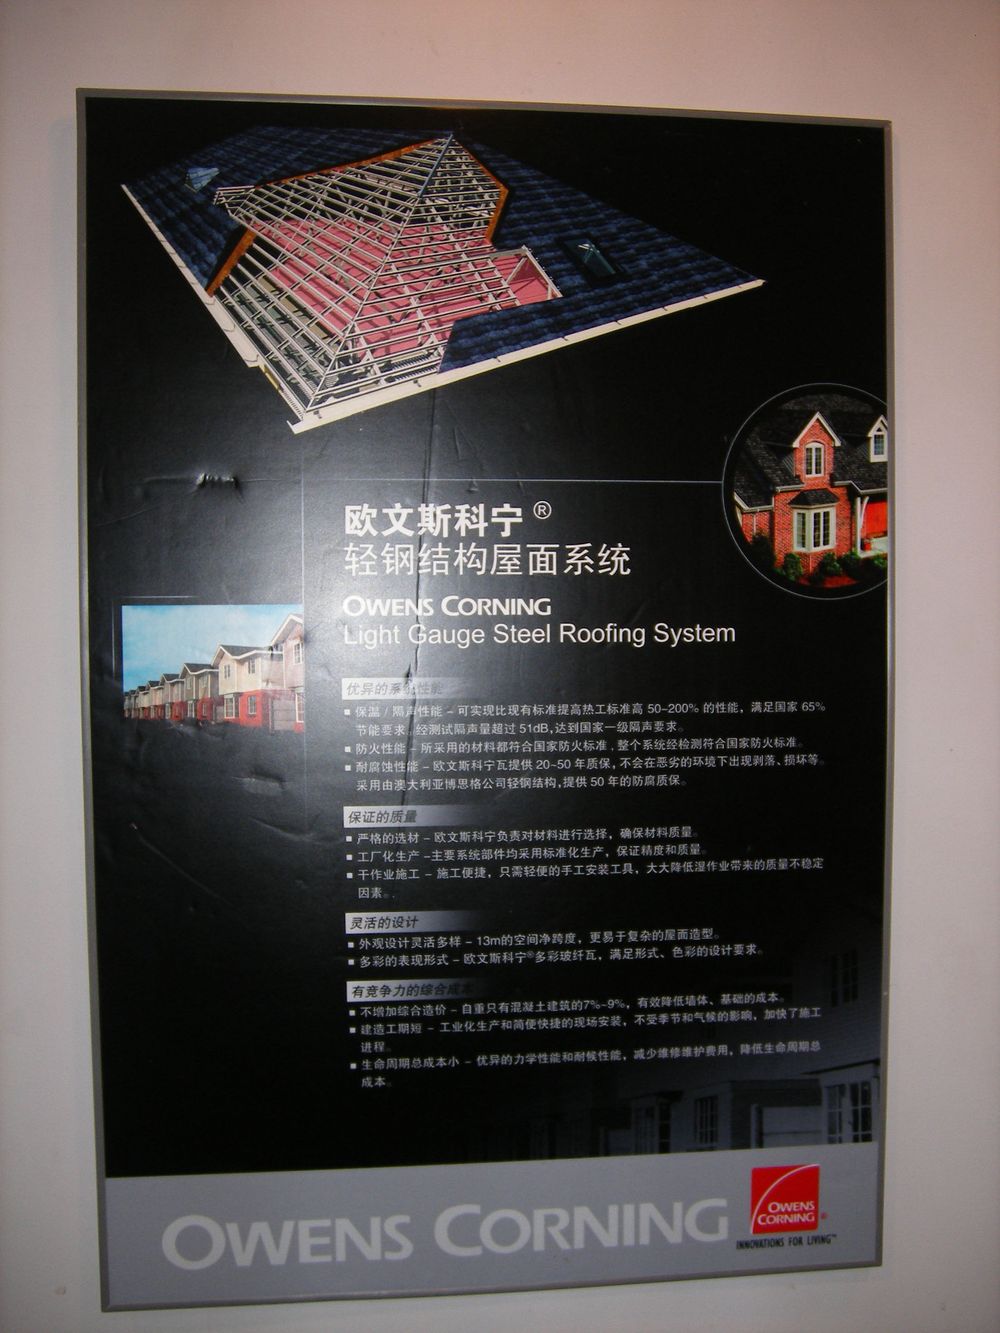 欧文斯科宁®
轻钢结构屋面系统
OWENS CORNING
Light Gauge Steel Roofing System
优异的系统性能
▪ 保温 / 隔声性能 – 可实现比现有标准提高热工标准高 50–200% 的性能，满足国家 65%
节能要求。经测试隔声量超过 51dB,达到国家一级隔声要求。
▪ 防火性能 – 所采用的材料都符合国家防火标准，整个系统经检测符合国家防火标准。
▪ 耐腐蚀性能 – 欧文斯科宁瓦提供 20–50 年质保，不会在恶劣的环境下出现剥落、损坏等。
采用由澳大利亚博思格公司轻钢结构,提供 50 年的防腐质保。
保证的质量
▪ 严格的选材 – 欧文斯科宁负责对材料进行选择，确保材料质量。
▪ 工厂化生产 –主要系统部件均采用标准化生产，保证精度和质量。
▪ 干作业施工 – 施工便捷，只需轻便的手工安装工具，大大降低湿作业带来的质量不稳定
因素。.
灵活的设计
▪ 外观设计灵活多样 – 13m的空间净跨度，更易于复杂的屋面造型。
▪ 多彩的表现形式 – 欧文斯科宁®多彩玻纤瓦，满足形式、色彩的设计要求。
有竞争力的综合成本
▪ 不增加综合造价 – 自重只有混凝土建筑的7%–9%，有效降低墙体、基础的成本。
▪ 建造工期短 – 工业化生产和简便快捷的现场安装，不受季节和气候的影响，加快了施工
进程。
▪ 生命周期总成本小 – 优异的力学性能和耐候性能，减少维修维护费用，降低生命周期总
成本。
OWENS CORNING
OWENS
CORNING®
INNOVATIONS FOR LIVING™